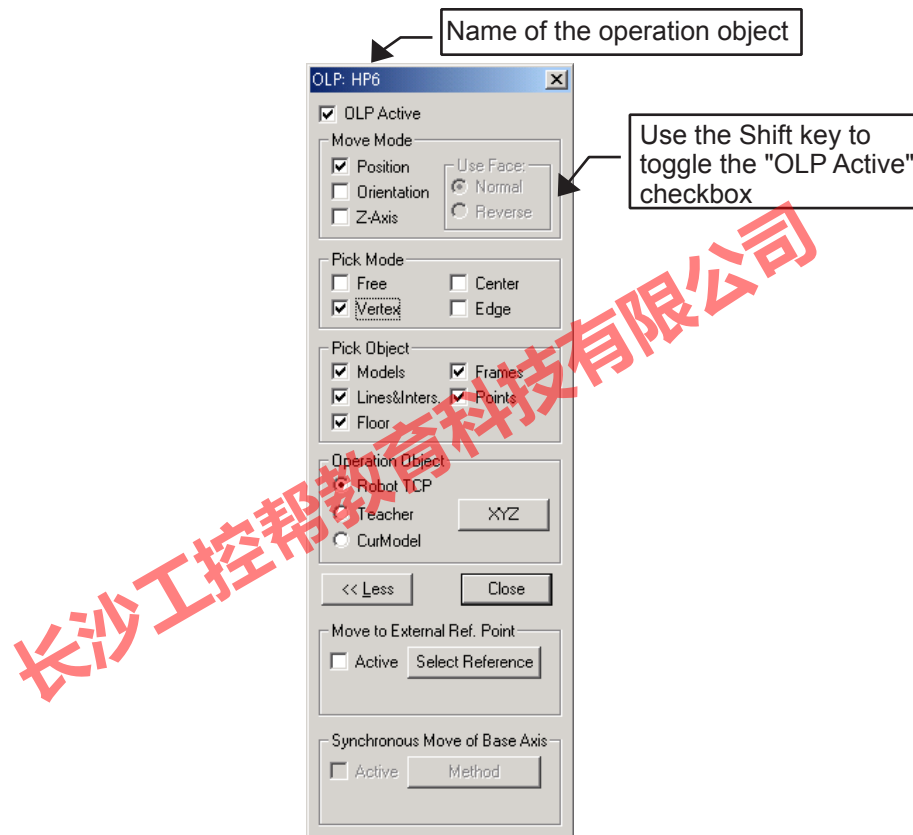 Name of the operation object
OLP: HP6
OLP Active
Use the Shift key to
toggle the "OLP Active"
checkbox
Move Mode
Position
Orientation
Z-Axis
Use Face:
Normal
Reverse
Pick Mode
Free
Center
Vertex
Edge
Pick Object
Models
Frames
Lines&Inters.
Points
Floor
Operation Object
Robot TCP
Teacher
XYZ
CurModel
<< Less
Close
Move to External Ref. Point
Active
Select Reference
Synchronous Move of Base Axis
Active
Method
长沙工控帮教育科技有限公司